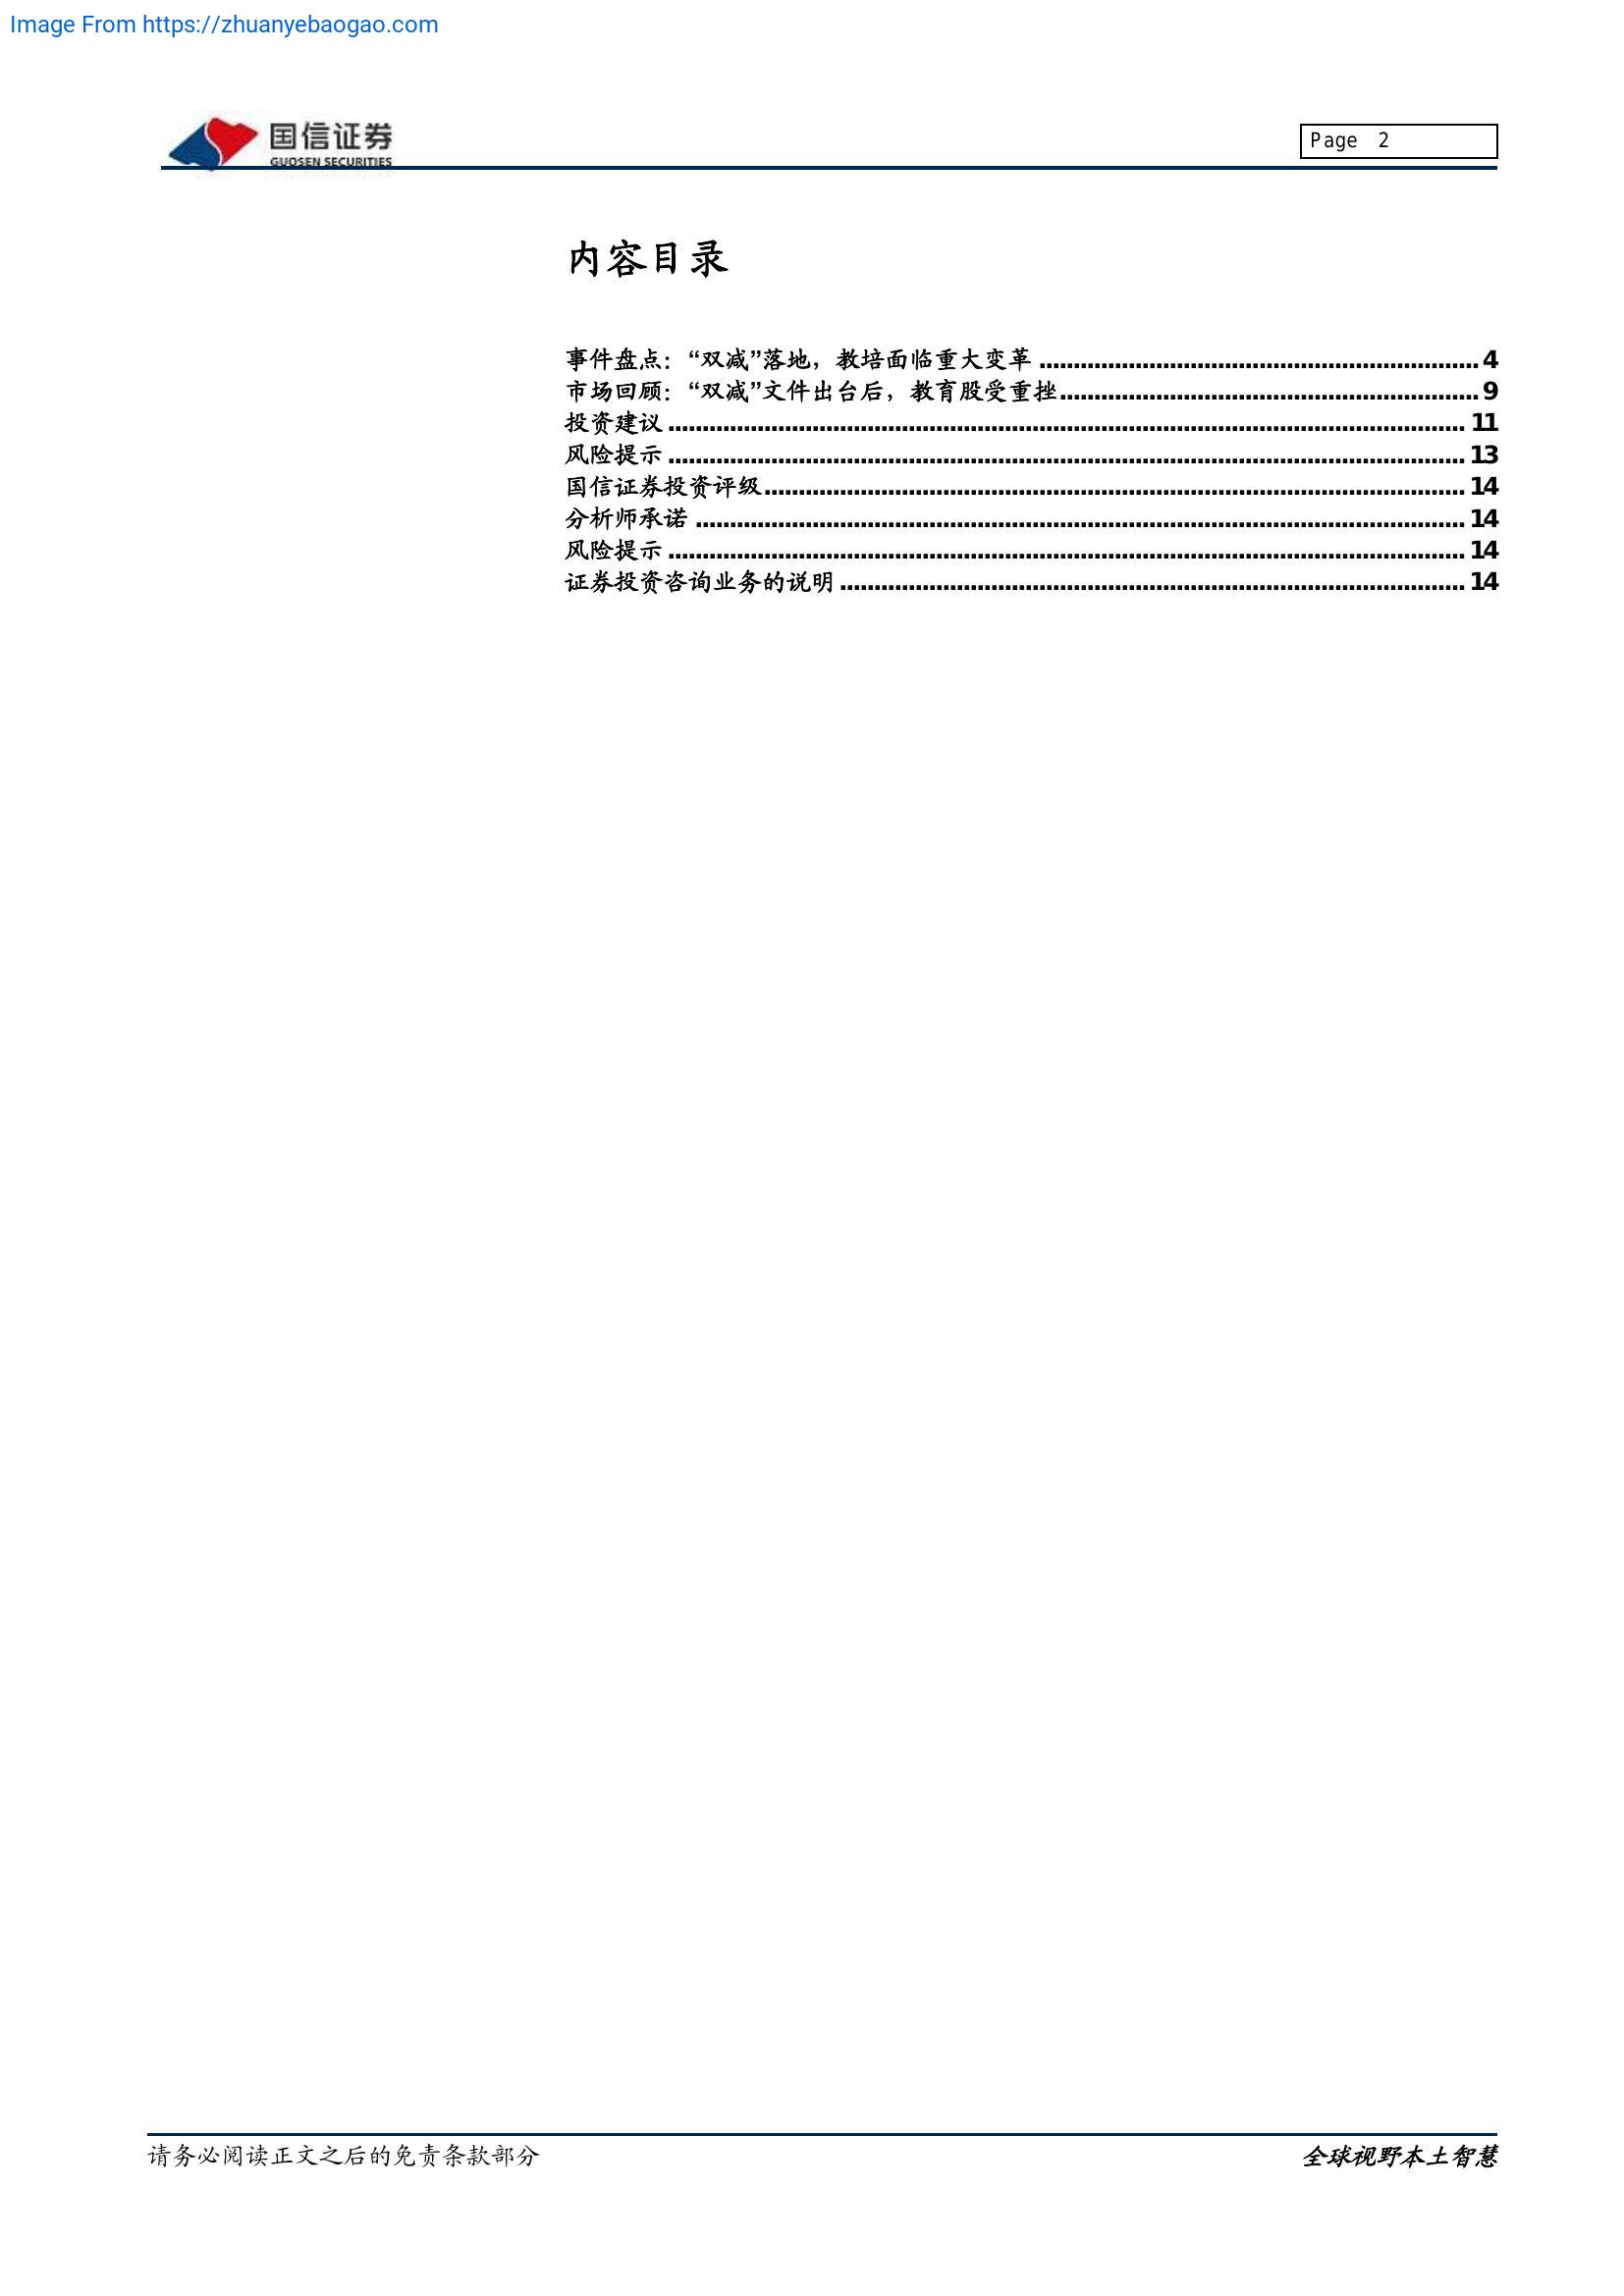 Image From https://zhuanyebaogao.com
国信证券
GUOSEN SECURITIES
Page 2
内容目录
事件盘点：“双减”落地，教培面临重大变革 ................................................................ 4
市场回顾：“双减”文件出台后，教育股受重挫............................................................. 9
投资建议 .................................................................................................................... 11
风险提示 .................................................................................................................... 13
国信证券投资评级...................................................................................................... 14
分析师承诺 ................................................................................................................ 14
风险提示 .................................................................................................................... 14
证券投资咨询业务的说明 ........................................................................................... 14
请务必阅读正文之后的免责条款部分
全球视野本土智慧